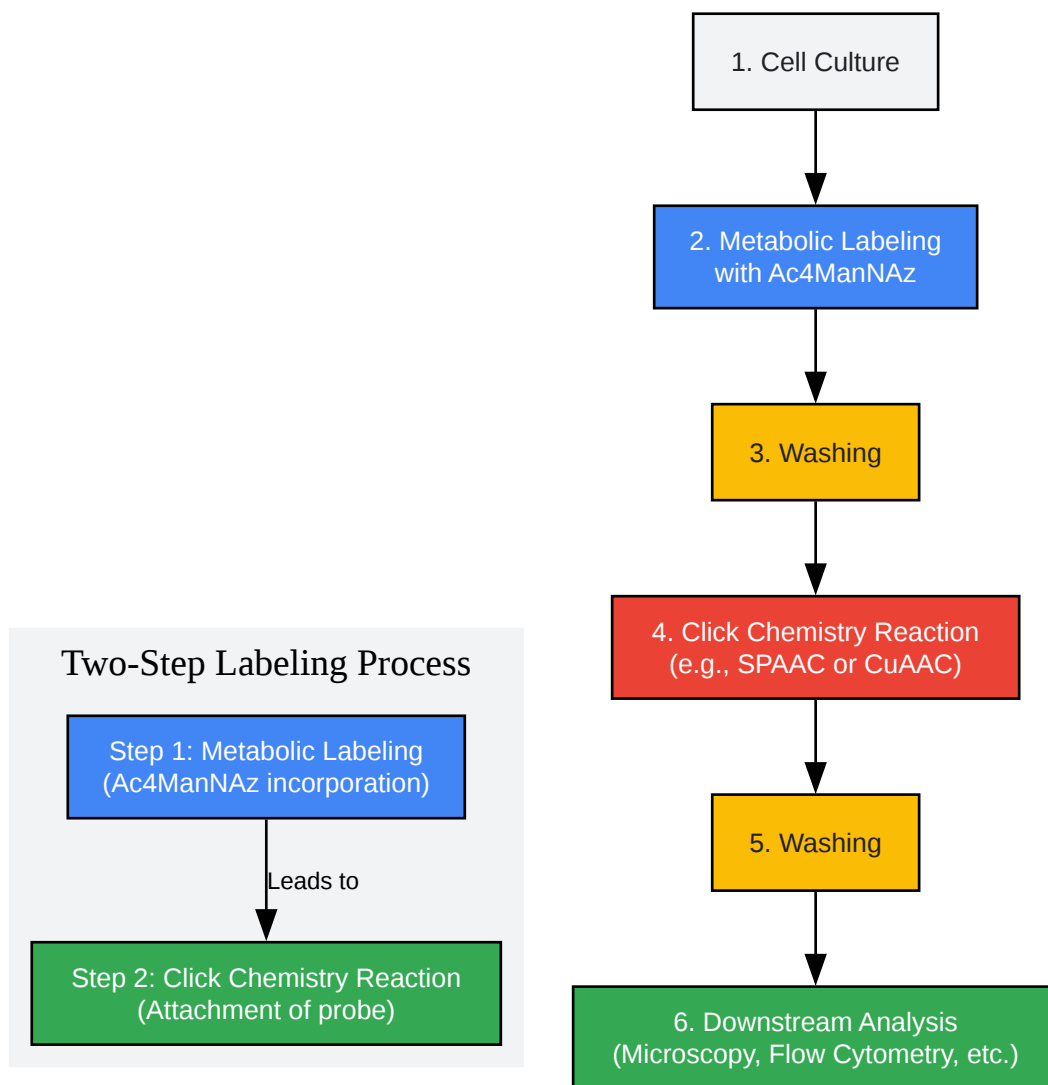 1. Cell Culture
2. Metabolic Labeling
with Ac4ManNAz
3. Washing
4. Click Chemistry Reaction
(e.g., SPAAC or CuAAC)
5. Washing
6. Downstream Analysis
(Microscopy, Flow Cytometry, etc.)
Two-Step Labeling Process
Step 1: Metabolic Labeling
(Ac4ManNAz incorporation)
Leads to
Step 2: Click Chemistry Reaction
(Attachment of probe)